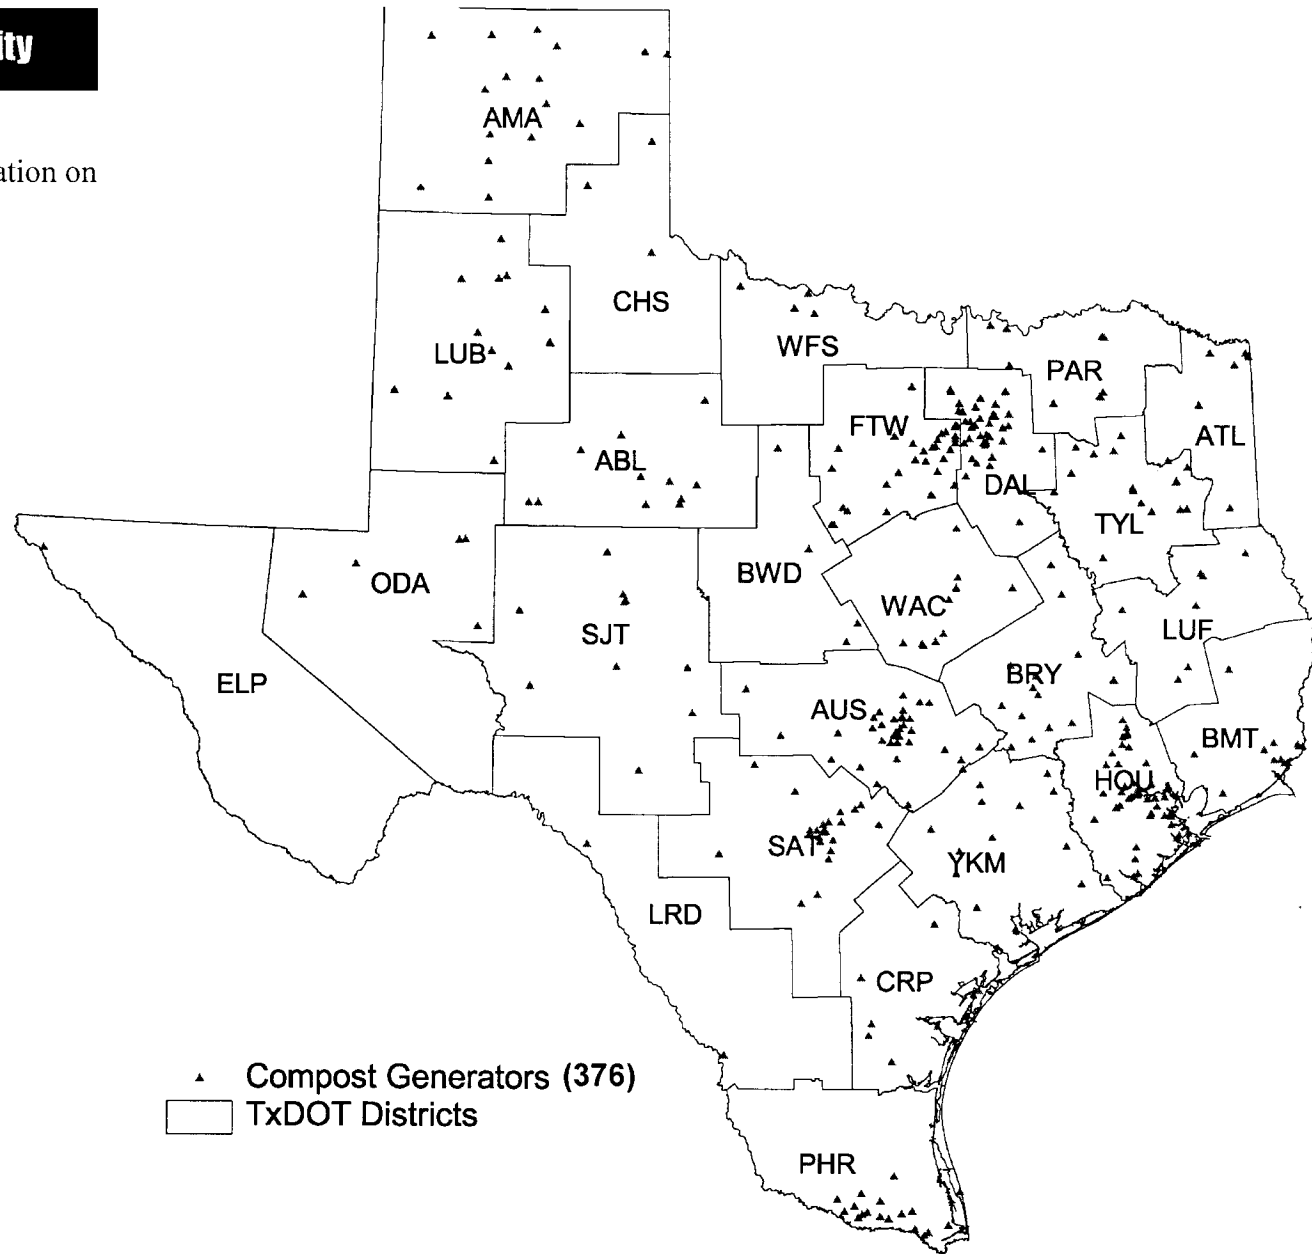 ity
ation on
AMA
CHS
LUB
WFS
PAR
FTW
ATL
ABL
DAL
TYL
BWD
ODA
WAC
SJT
LUF
ELP
BRY
AUS
BMT
HOU
SAT
YKM
LRD
CRP
Compost Generators (376)
TxDOT Districts
PHR